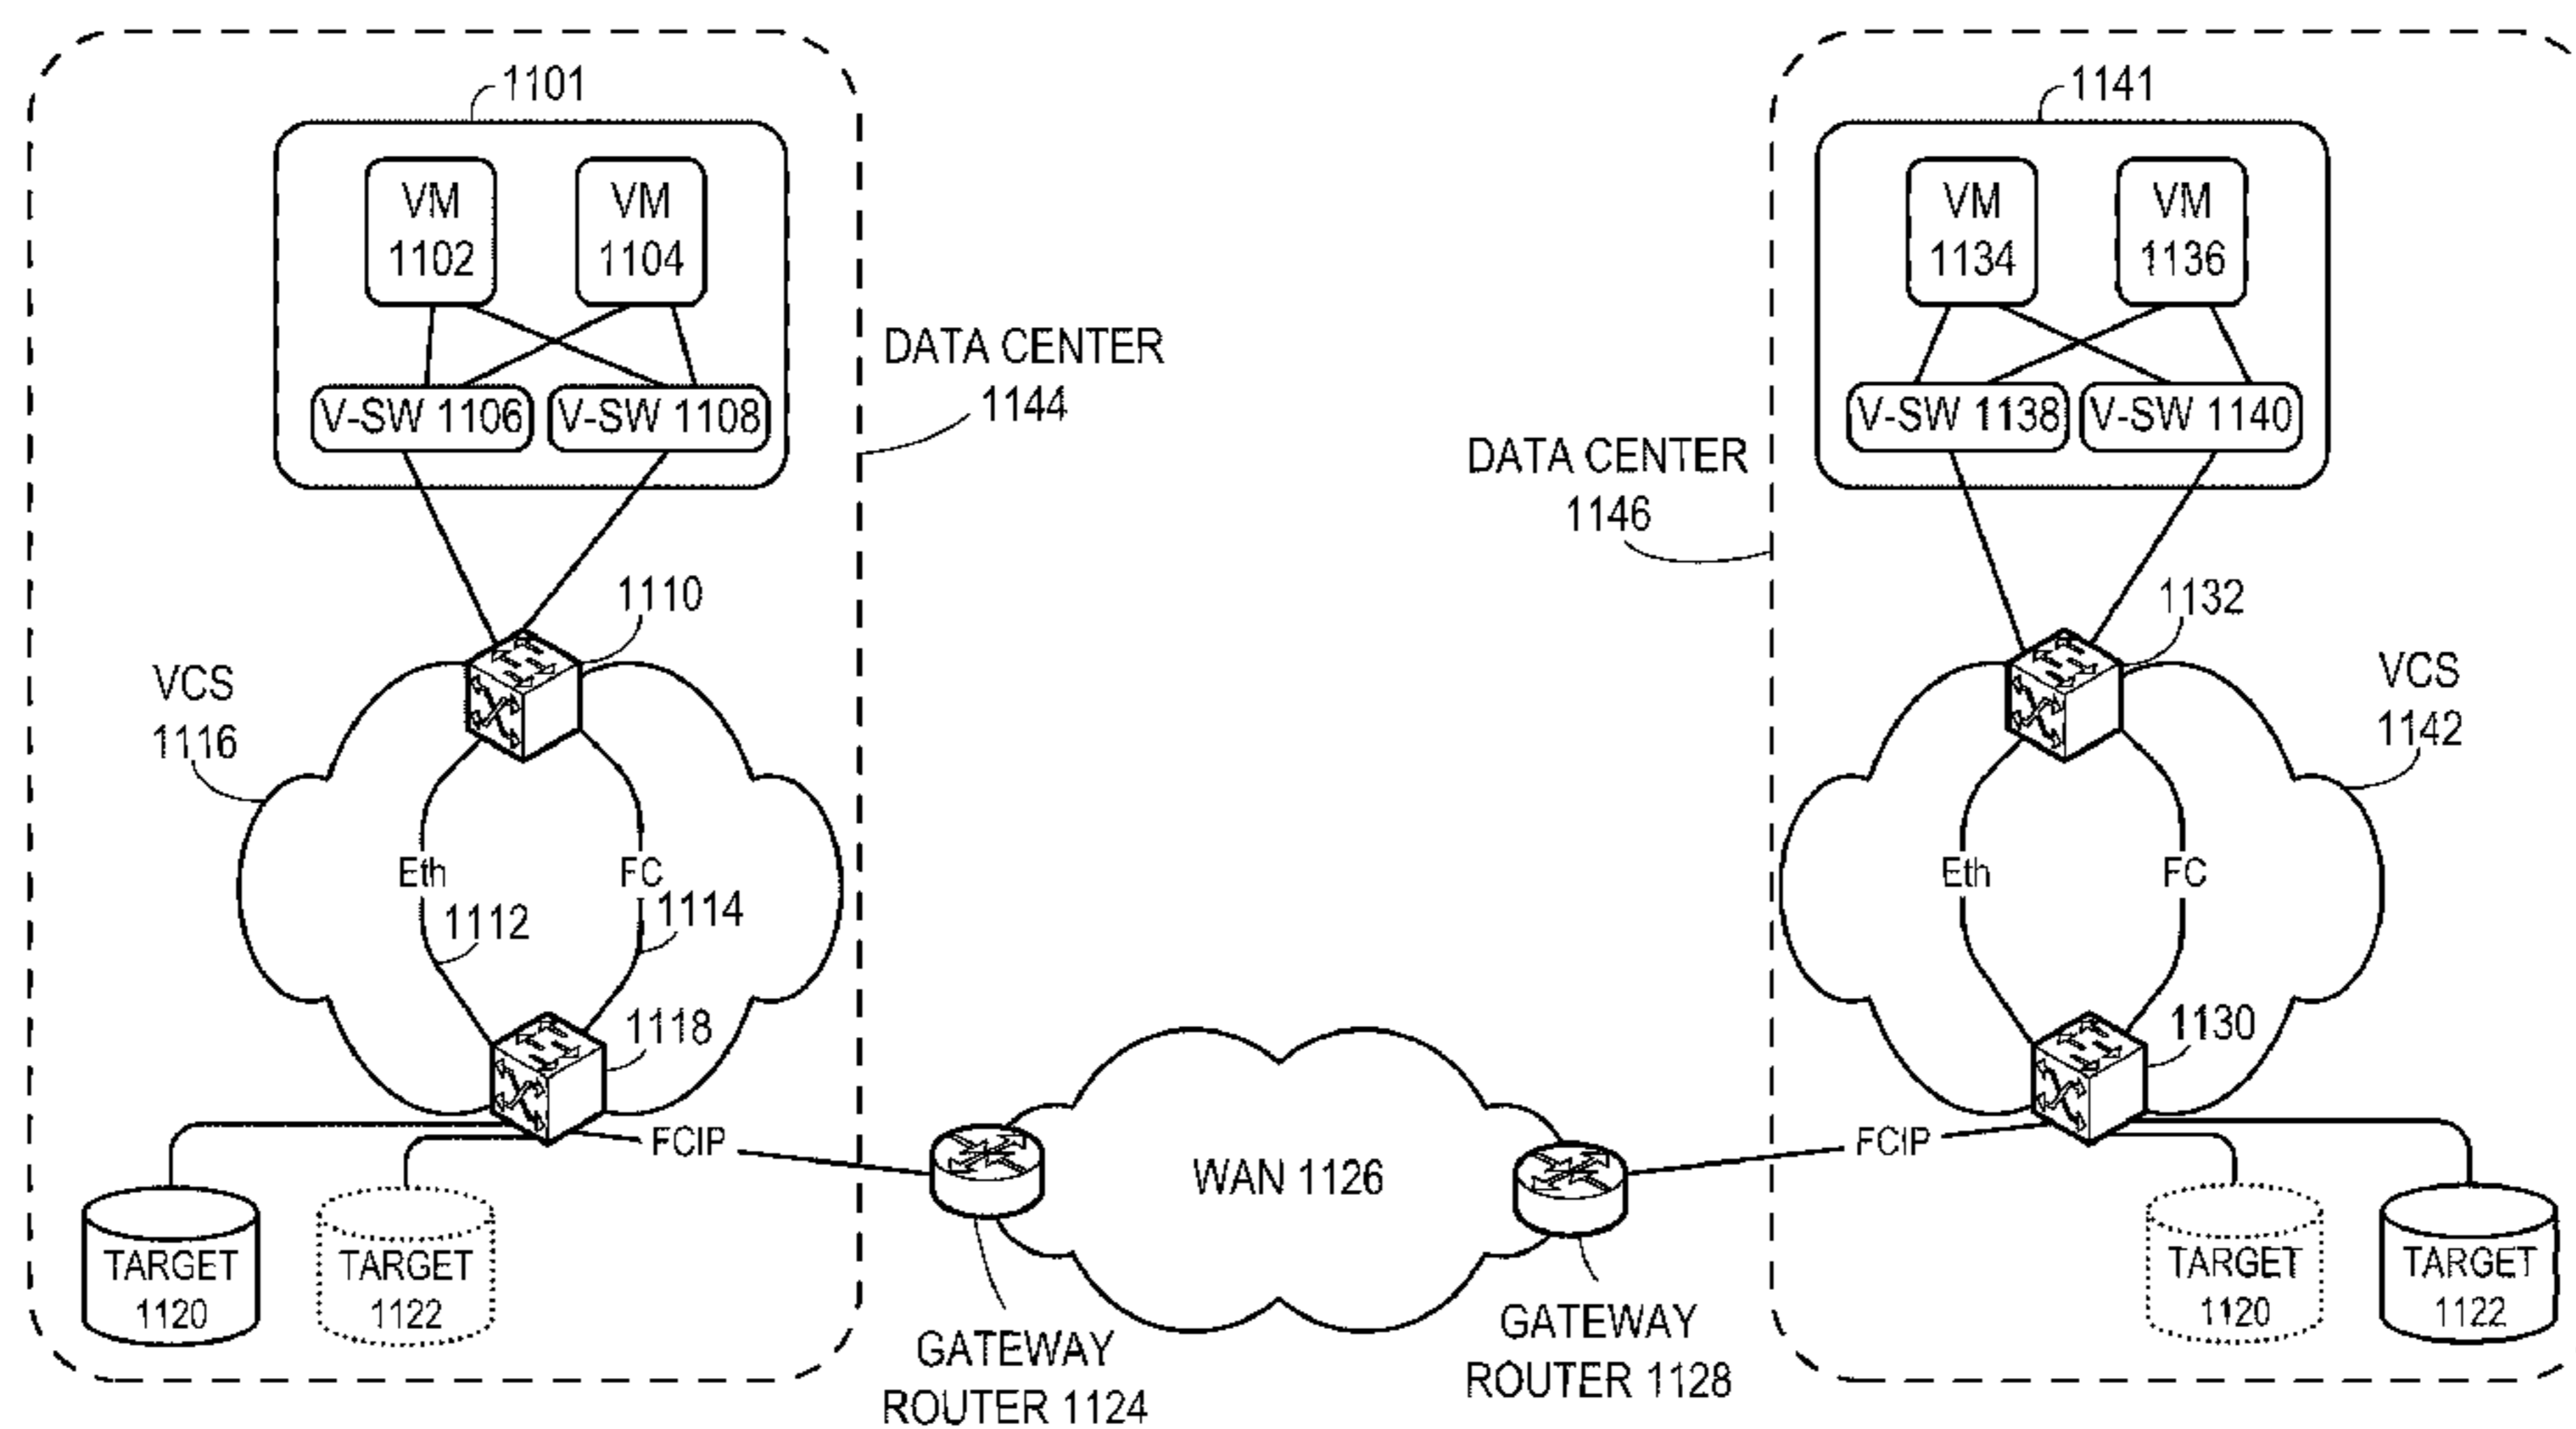 1101
VM
1102
VM
1104
V-SW 1106
V-SW 1108
DATA CENTER
1144
1110
VCS
1116
Eth
FC
1112
1114
1118
FCIP
TARGET
1120
TARGET
1122
GATEWAY
ROUTER 1124
WAN 1126
GATEWAY
ROUTER 1128
1141
VM
1134
VM
1136
V-SW 1138
V-SW 1140
DATA CENTER
1146
1132
VCS
1142
Eth
FC
1130
FCIP
TARGET
1120
TARGET
1122